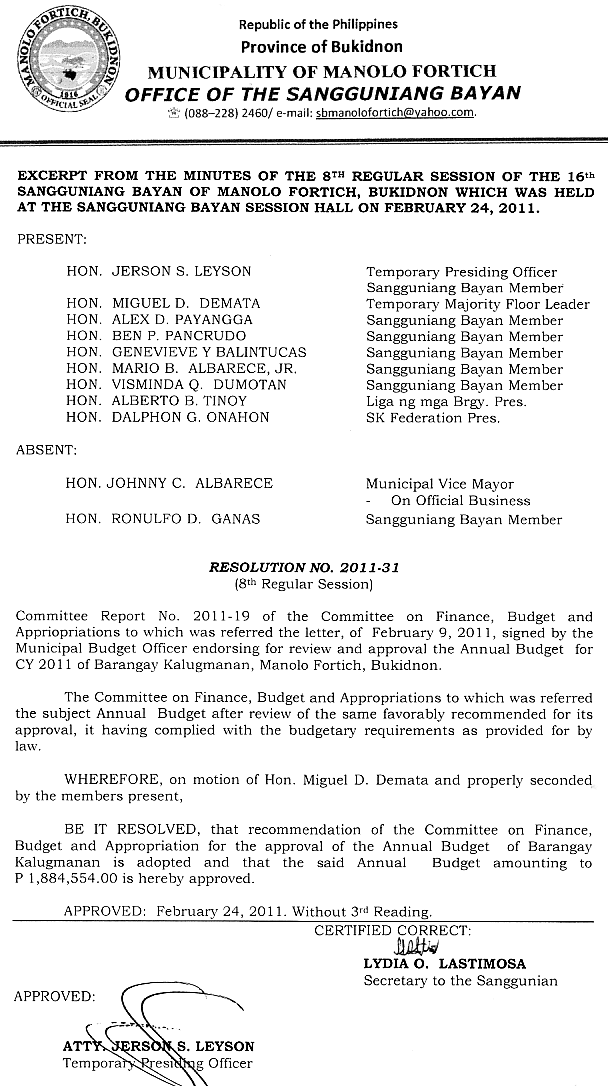 MANOLO FORTICH, BUKIDNON
1916
OFFICIAL SEAL
Republic of the Philippines
Province of Bukidnon
MUNICIPALITY OF MANOLO FORTICH
OFFICE OF THE SANGGUNIANG BAYAN
☏ (088–228) 2460/ e-mail: sbmanolofortich@yahoo.com.
EXCERPT FROM THE MINUTES OF THE 8TH REGULAR SESSION OF THE 16th
SANGGUNIANG BAYAN OF MANOLO FORTICH, BUKIDNON WHICH WAS HELD
AT THE SANGGUNIANG BAYAN SESSION HALL ON FEBRUARY 24, 2011.
PRESENT:
HON. JERSON S. LEYSON Temporary Presiding Officer
Sangguniang Bayan Member
HON. MIGUEL D. DEMATA Temporary Majority Floor Leader
HON. ALEX D. PAYANGGA Sangguniang Bayan Member
HON. BEN P. PANCRUDO Sangguniang Bayan Member
HON. GENEVIEVE Y BALINTUCAS Sangguniang Bayan Member
HON. MARIO B. ALBARECE, JR. Sangguniang Bayan Member
HON. VISMINDA Q. DUMOTAN Sangguniang Bayan Member
HON. ALBERTO B. TINOY Liga ng mga Brgy. Pres.
HON. DALPHON G. ONAHON SK Federation Pres.
ABSENT:
HON. JOHNNY C. ALBARECE Municipal Vice Mayor
- On Official Business
HON. RONULFO D. GANAS Sangguniang Bayan Member
RESOLUTION NO. 2011-31
(8th Regular Session)
Committee Report No. 2011-19 of the Committee on Finance, Budget and
Appriopriations to which was referred the letter, of February 9, 2011, signed by the
Municipal Budget Officer endorsing for review and approval the Annual Budget for
CY 2011 of Barangay Kalugmanan, Manolo Fortich, Bukidnon.
The Committee on Finance, Budget and Appropriations to which was referred
the subject Annual Budget after review of the same favorably recommended for its
approval, it having complied with the budgetary requirements as provided for by
law.
WHEREFORE, on motion of Hon. Miguel D. Demata and properly seconded
by the members present,
BE IT RESOLVED, that recommendation of the Committee on Finance,
Budget and Appropriation for the approval of the Annual Budget of Barangay
Kalugmanan is adopted and that the said Annual Budget amounting to
P 1,884,554.00 is hereby approved.
APPROVED: February 24, 2011. Without 3rd Reading.
CERTIFIED CORRECT:
LYDIA O. LASTIMOSA
Secretary to the Sanggunian
APPROVED:
ATTY. JERSON S. LEYSON
Temporary Presiding Officer